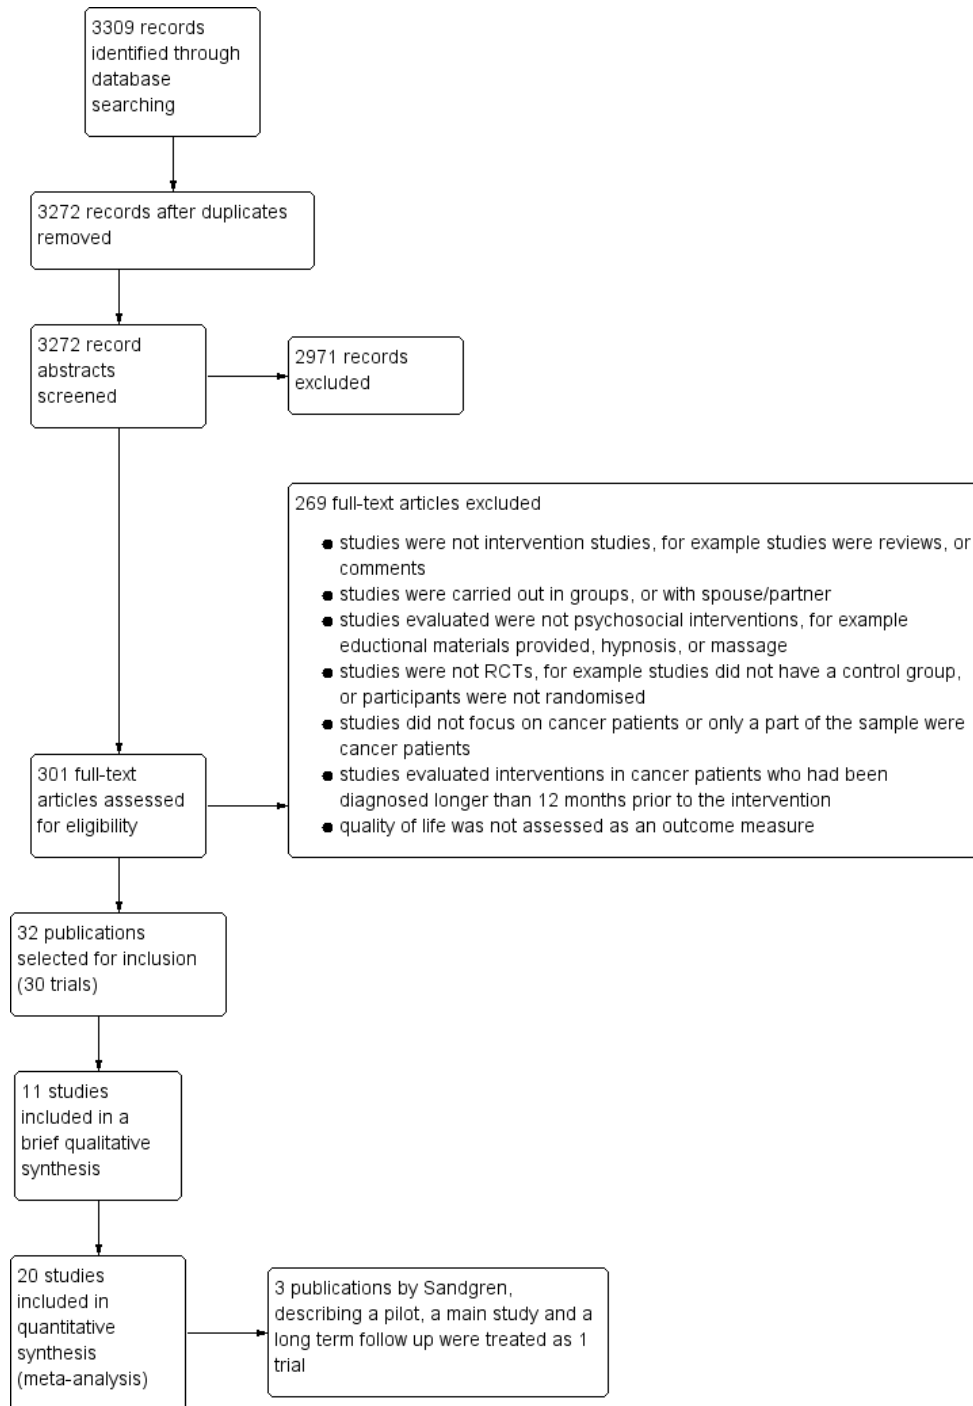 3309 records
identified through
database
searching
3272 records after duplicates
removed
3272 record
abstracts
screened
2971 records
excluded
269 full-text articles excluded
● studies were not intervention studies, for example studies were reviews, or
comments
● studies were carried out in groups, or with spouse/partner
● studies evaluated were not psychosocial interventions, for example
eductional materials provided, hypnosis, or massage
● studies were not RCTs, for example studies did not have a control group,
or participants were not randomised
● studies did not focus on cancer patients or only a part of the sample were
cancer patients
● studies evaluated interventions in cancer patients who had been
diagnosed longer than 12 months prior to the intervention
● quality of life was not assessed as an outcome measure
301 full-text
articles assessed
for eligibility
32 publications
selected for inclusion
(30 trials)
11 studies
included in a
brief qualitative
synthesis
20 studies
included in
quantitative
synthesis
(meta-analysis)
3 publications by Sandgren,
describing a pilot, a main study and a
long term follow up were treated as 1
trial